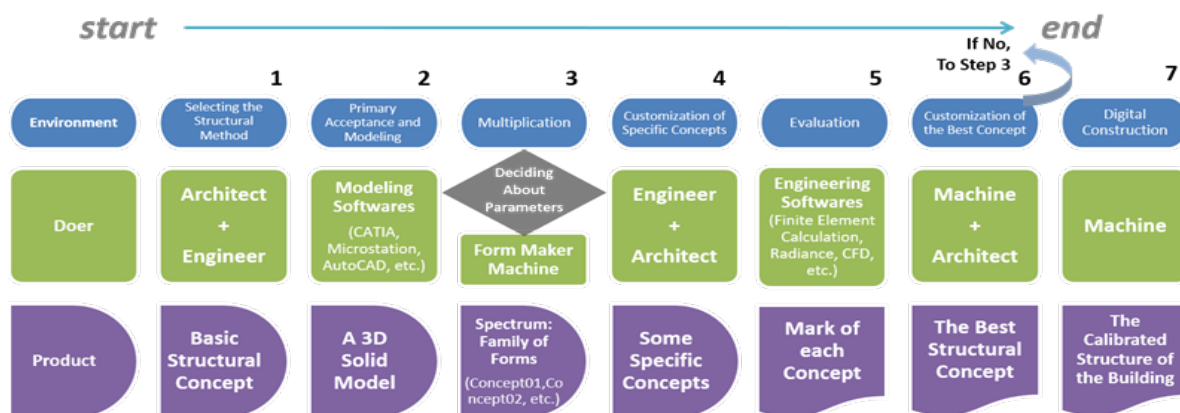 start
end
If No,
To Step 3
1
2
3
4
5
6
7
Environment
Selecting the
Structural
Method
Primary
Acceptance and
Modeling
Multiplication
Customization of
Specific Concepts
Evaluation
Customization of
the Best Concept
Digital
Construction
Doer
Architect
+
Engineer
Modeling
Softwares
(CATIA,
Microstation,
AutoCAD, etc.)
Deciding
About
Parameters
Form Maker
Machine
Engineer
+
Architect
Engineering
Softwares
(Finite Element
Calculation,
Radiance, CFD,
etc.)
Machine
+
Architect
Machine
Product
Basic
Structural
Concept
A 3D
Solid
Model
Spectrum:
Family of
Forms
(Concept01,Co
ncept02, etc.)
Some
Specific
Concepts
Mark of
each
Concept
The Best
Structural
Concept
The
Calibrated
Structure of
the Building